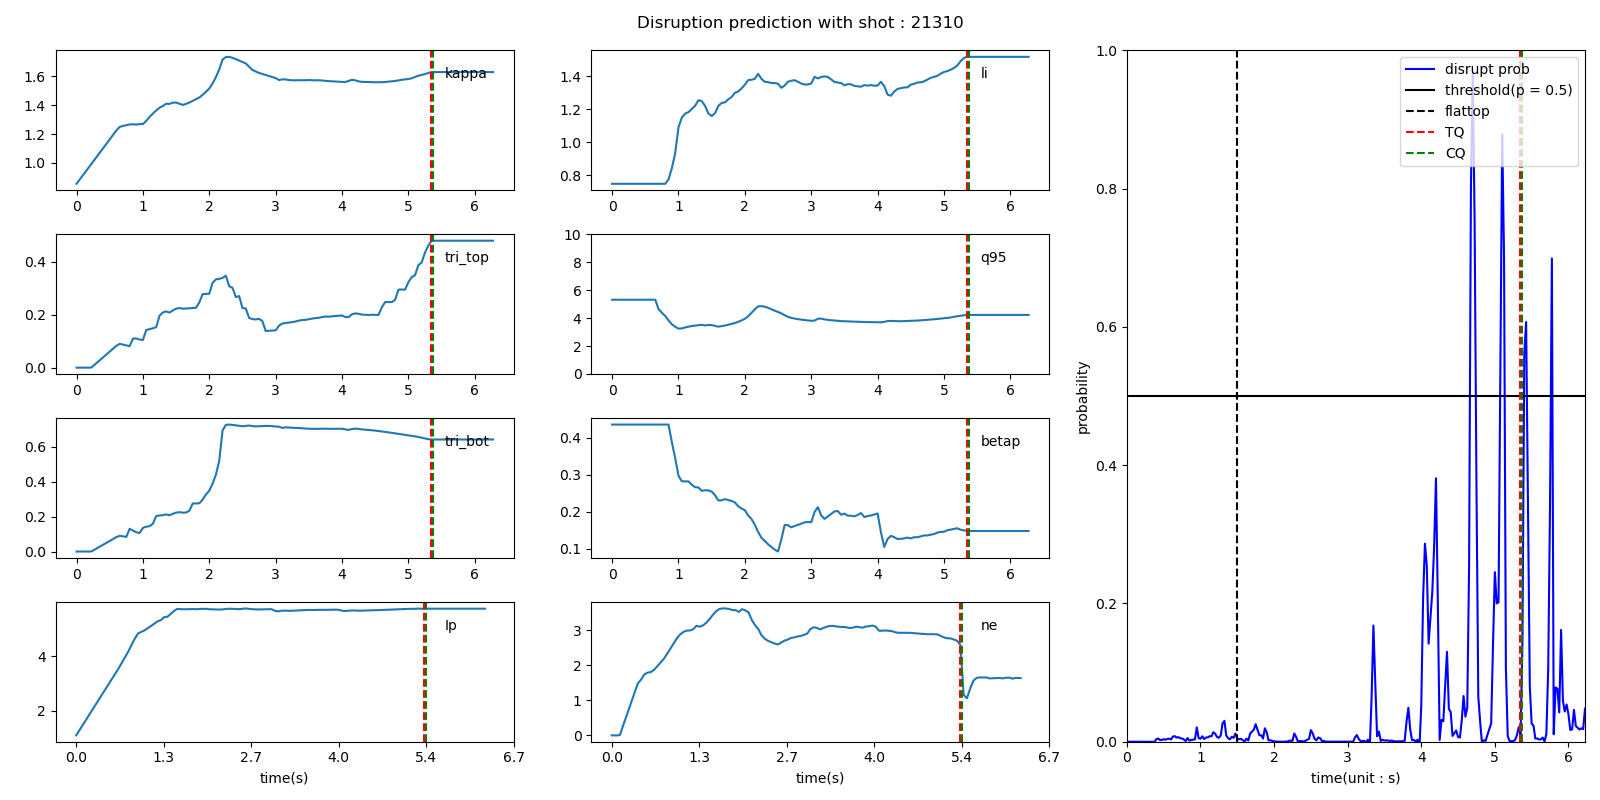 Disruption prediction with shot : 21310
kappa
1.6
1.4
1.2
1.0
0 1 2 3 4 5 6
li
1.4
1.2
1.0
0.8
0 1 2 3 4 5 6
tri_top
0.4
0.2
0.0
0 1 2 3 4 5 6
q95
10
8
6
4
2
0
0 1 2 3 4 5 6
tri_bot
0.6
0.4
0.2
0.0
0 1 2 3 4 5 6
betap
0.4
0.3
0.2
0.1
0 1 2 3 4 5 6
Ip
4
2
0.0 1.3 2.7 4.0 5.4 6.7
time(s)
ne
3
2
1
0
0.0 1.3 2.7 4.0 5.4 6.7
time(s)
disrupt prob
threshold(p = 0.5)
flattop
TQ
CQ
probability
1.0
0.8
0.6
0.4
0.2
0.0
0 1 2 3 4 5 6
time(unit : s)